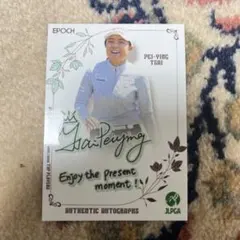 EPOCH
PEI-YING
TSAI
Tsai Peiying
Enjoy the present
moment!
AUTHENTIC AUTOGRAPHS
JLPGA